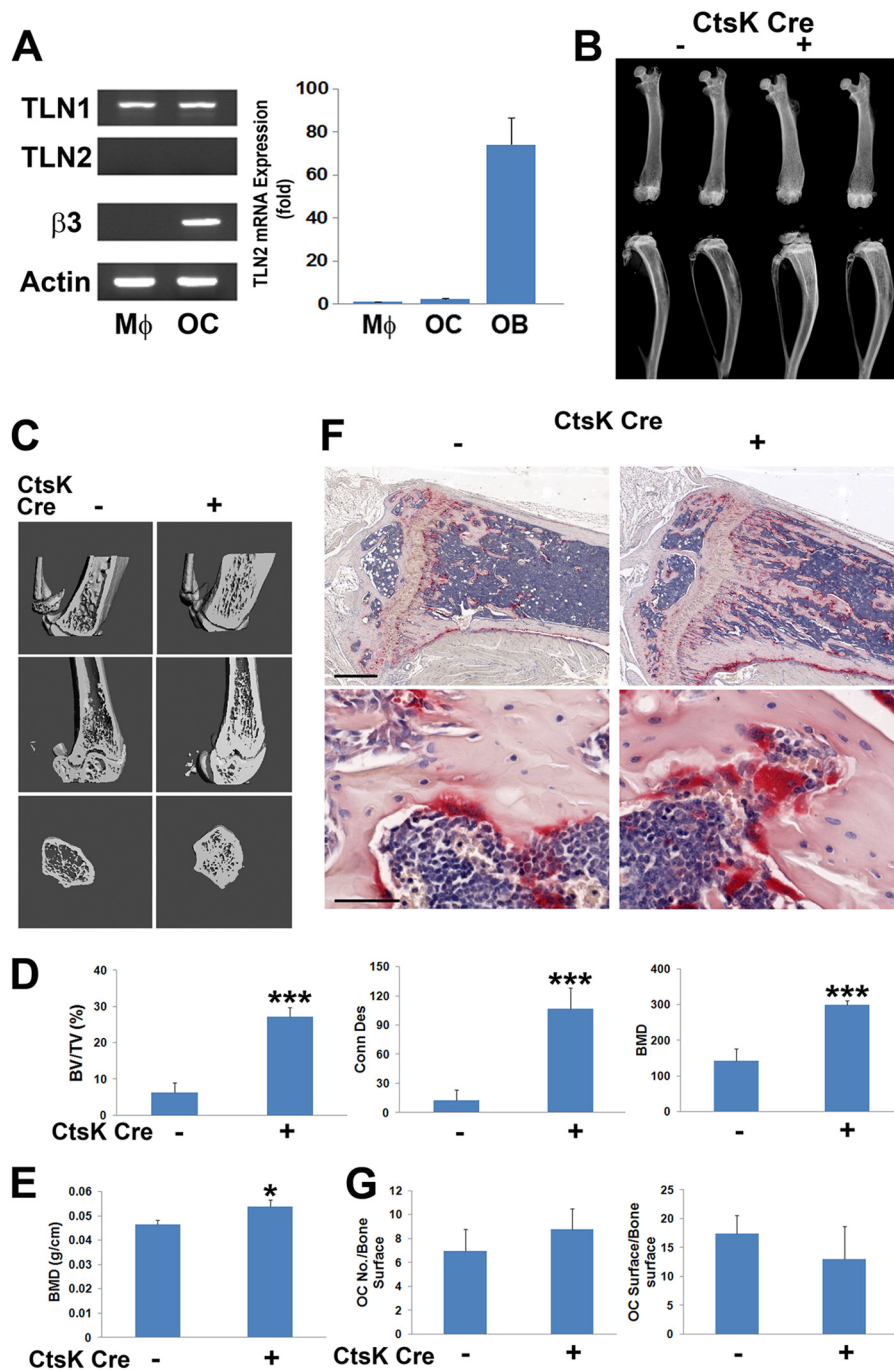 A
TLN1
TLN2
β3
Actin
Mϕ OC
TLN2 mRNA Expression
(fold)
100
80
60
40
20
0
Mϕ OC OB
B
CtsK Cre
- +
C
CtsK
Cre - +
F
CtsK Cre
- +
D
BV/TV (%)
40
30
20
10
0
***
CtsK Cre - +
Conn Des
150
120
90
60
30
0
***
- +
BMD
400
300
200
100
0
***
- +
E
BMD (g/cm)
0.06
0.05
0.04
0.03
0.02
0.01
0
*
CtsK Cre - +
G
OC No./Bone
Surface
12
10
8
6
4
2
0
CtsK Cre - +
OC Surface/Bone
surface
25
20
15
10
5
0
- +